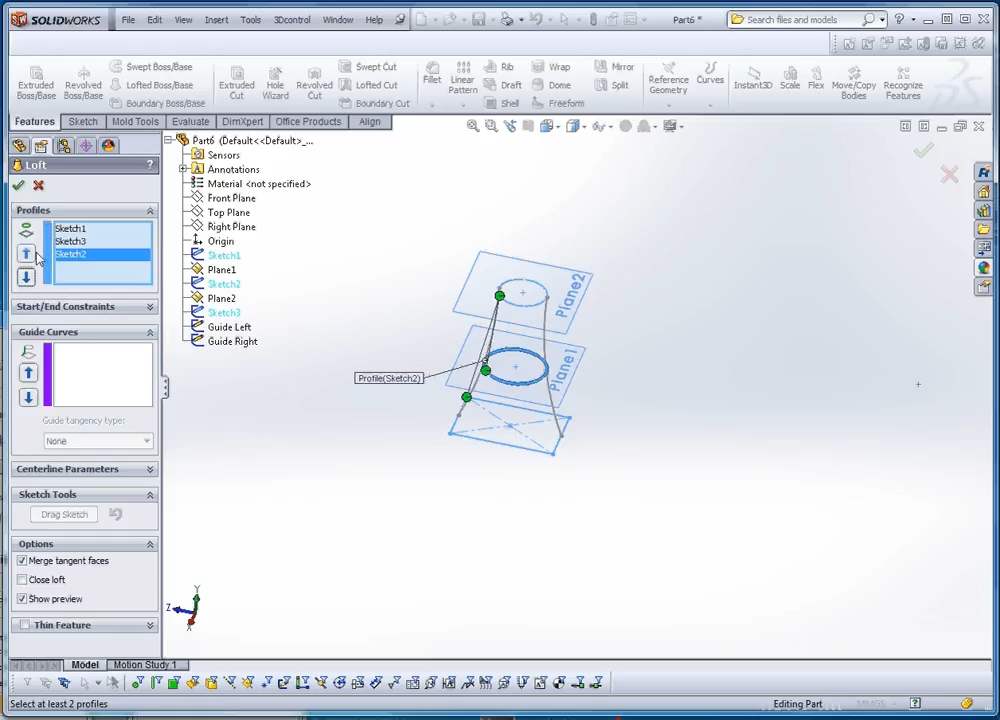 SOLIDWORKS File Edit View Insert Tools 3Dcontrol Window Help Part6 * Search files and models
Extruded Boss/Base
Revolved Boss/Base
Swept Boss/Base
Lofted Boss/Base
Boundary Boss/Base
Extruded Cut
Hole Wizard
Revolved Cut
Swept Cut
Lofted Cut
Boundary Cut
Fillet
Linear Pattern
Rib
Draft
Shell
Wrap
Dome
Freeform
Mirror
Split
Reference Geometry
Curves
Instant3D
Scale
Flex
Move/Copy Bodies
Recognize Features
Features Sketch Mold Tools Evaluate DimXpert Office Products Align
Loft ?
Profiles
Sketch1
Sketch3
Sketch2
Start/End Constraints
Guide Curves
Guide tangency type:
None
Centerline Parameters
Sketch Tools
Drag Sketch
Options
Merge tangent faces
Close loft
Show preview
Thin Feature
Part6 (Default<<Default>_...
Sensors
Annotations
Material <not specified>
Front Plane
Top Plane
Right Plane
Origin
Sketch1
Plane1
Sketch2
Plane2
Sketch3
Guide Left
Guide Right
Plane2
Plane1
Profile(Sketch2)
Y
Z
X
Model Motion Study 1
Select at least 2 profiles Editing Part MMGS